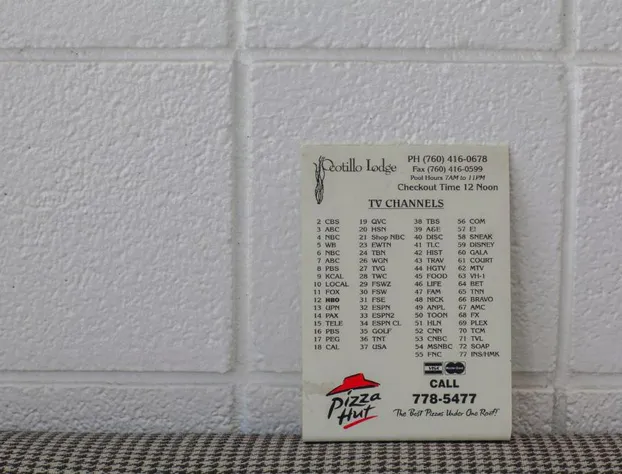 Ocotillo Lodge
PH (760) 416-0678
Fax (760) 416-0599
Pool Hours 7AM to 11PM
Checkout Time 12 Noon
TV CHANNELS
2 CBS 19 QVC 38 TBS 56 COM
3 ABC 20 HSN 39 A&E 57 E!
4 NBC 21 Shop NBC 40 DISC 58 SNEAK
5 WB 23 EWTN 41 TLC 59 DISNEY
6 NBC 24 TBN 42 HIST 60 GALA
7 ABC 26 WGN 43 TRAV 61 COURT
8 PBS 27 TVG 44 HGTV 62 MTV
9 KCAL 28 TWC 45 FOOD 63 VH-1
10 LOCAL 29 FSWZ 46 LIFE 64 BET
11 FOX 30 FSW 47 FAM 65 TNN
12 HBO 31 FSE 48 NICK 66 BRAVO
13 UPN 32 ESPN 49 ANPL 67 AMC
14 PAX 33 ESPN2 50 TOON 68 FX
15 TELE 34 ESPN CL 51 HLN 69 PLEX
16 PBS 35 GOLF 52 CNN 70 TCM
17 PEG 36 TNT 53 CNBC 71 TVL
18 CAL 37 USA 54 MSNBC 72 SOAP
55 FNC 77 INS/HMK
VISA
Pizza
Hut
CALL
778-5477
The Best Pizzas Under One Roof!